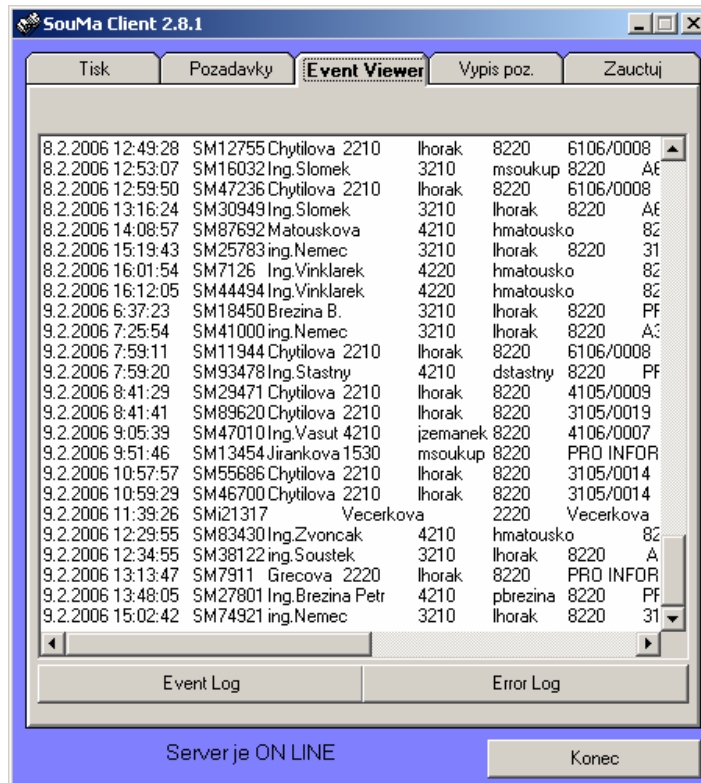 SouMa Client 2.8.1
Tisk Pozadavky Event Viewer Vypis poz. Zauctuj
8.2.2006 12:49:28 SM12755 Chytilova 2210 lhorak 8220 6106/0008
8.2.2006 12:53:07 SM16032 Ing.Slomek 3210 msoukup 8220 A6
8.2.2006 12:59:50 SM47236 Chytilova 2210 lhorak 8220 6106/0008
8.2.2006 13:16:24 SM30949 Ing.Slomek 3210 lhorak 8220 A6
8.2.2006 14:08:57 SM87692 Matouskova 4210 hmatousko 82
8.2.2006 15:19:43 SM25783 ing.Nemec 3210 lhorak 8220 31
8.2.2006 16:01:54 SM7126 Ing.Vinklarek 4220 hmatousko 82
8.2.2006 16:12:05 SM44494 Ing.Vinklarek 4220 hmatousko 82
9.2.2006 6:37:23 SM18450 Brezina B. 3210 lhorak 8220 PR
9.2.2006 7:25:54 SM41000 ing.Nemec 3210 lhorak 8220 A3
9.2.2006 7:59:11 SM11944 Chytilova 2210 lhorak 8220 6106/0008
9.2.2006 7:59:20 SM93478 Ing.Stastny 4210 dstastny 8220 PR
9.2.2006 8:41:29 SM29471 Chytilova 2210 lhorak 8220 4105/0009
9.2.2006 8:41:41 SM89620 Chytilova 2210 lhorak 8220 3105/0019
9.2.2006 9:05:39 SM47010 Ing.Vasut 4210 jzemanek 8220 4106/0007
9.2.2006 9:51:46 SM13454 Jirankova 1530 msoukup 8220 PRO INFOR
9.2.2006 10:57:57 SM55686 Chytilova 2210 lhorak 8220 3105/0014
9.2.2006 10:59:29 SM46700 Chytilova 2210 lhorak 8220 3105/0014
9.2.2006 11:39:26 SMi21317 Vecerkova 2220 Vecerkova
9.2.2006 12:29:55 SM83430 Ing.Zvoncak 4210 hmatousko 82
9.2.2006 12:34:55 SM38122 ing.Soustek 3210 lhorak 8220 A
9.2.2006 13:13:47 SM7911 Grecova 2220 lhorak 8220 PRO INFOR
9.2.2006 13:48:05 SM27801 Ing.Brezina Petr 4210 pbrezina 8220 PR
9.2.2006 15:02:42 SM74921 ing.Nemec 3210 lhorak 8220 31
Event Log Error Log
Server je ON LINE Konec